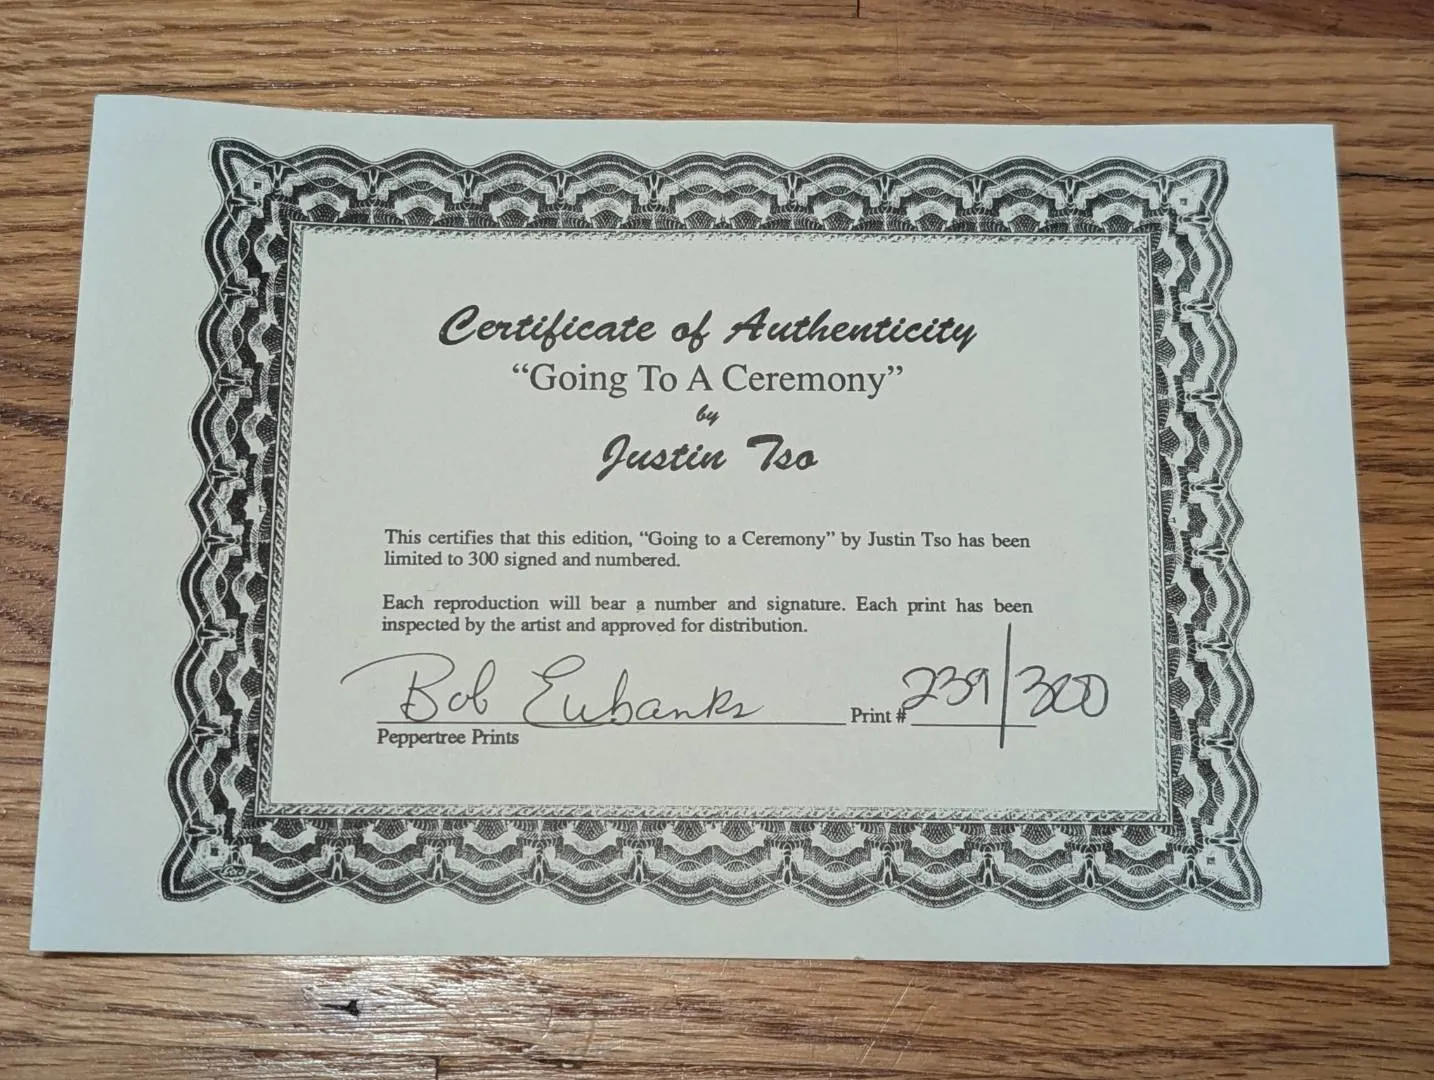 Certificate of Authenticity
“Going To A Ceremony”
by
Justin Tso
This certifies that this edition, “Going to a Ceremony” by Justin Tso has been
limited to 300 signed and numbered.
Each reproduction will bear a number and signature. Each print has been
inspected by the artist and approved for distribution.
Bob Eubanks Print # 239/300
Peppertree Prints